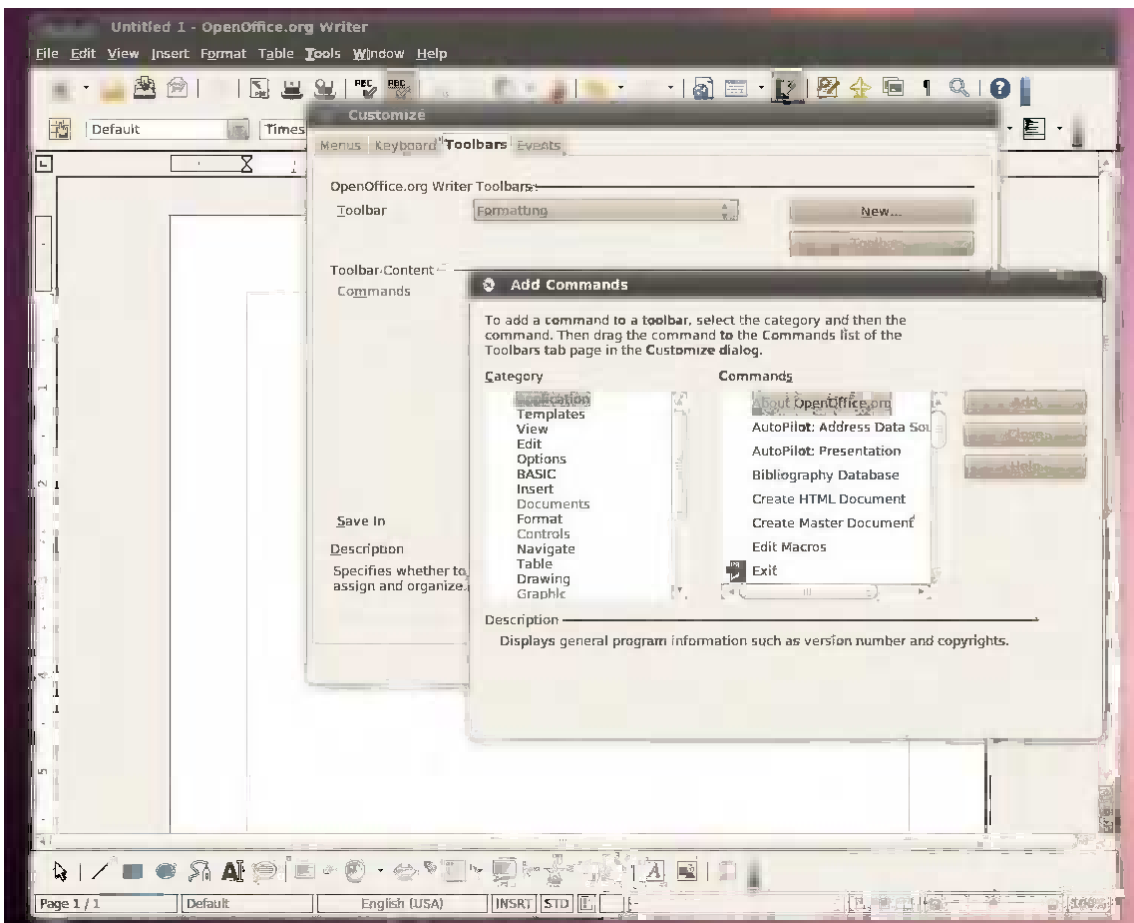 Untitled 1 - OpenOffice.org Writer
File Edit View Insert Format Table Tools Window Help
Default
Times
Customize
Menus Keyboard Toolbars Events
OpenOffice.org Writer Toolbars
Toolbar
Formatting
New...
Toolbar
Toolbar Content
Commands
Add Commands
To add a command to a toolbar, select the category and then the
command. Then drag the command to the Commands list of the
Toolbars tab page in the Customize dialog.
Category
Commands
Application
Templates
View
Edit
Options
BASIC
Insert
Documents
Format
Controls
Navigate
Table
Drawing
Graphic
About OpenOffice.org
AutoPilot: Address Data Sou
AutoPilot: Presentation
Bibliography Database
Create HTML Document
Create Master Document
Edit Macros
Exit
Add
Close
Help
Save In
Description
Specifies whether to
assign and organize
Description
Displays general program information such as version number and copyrights.
Page 1 / 1
Default
English (USA)
INSRT
STD
100%